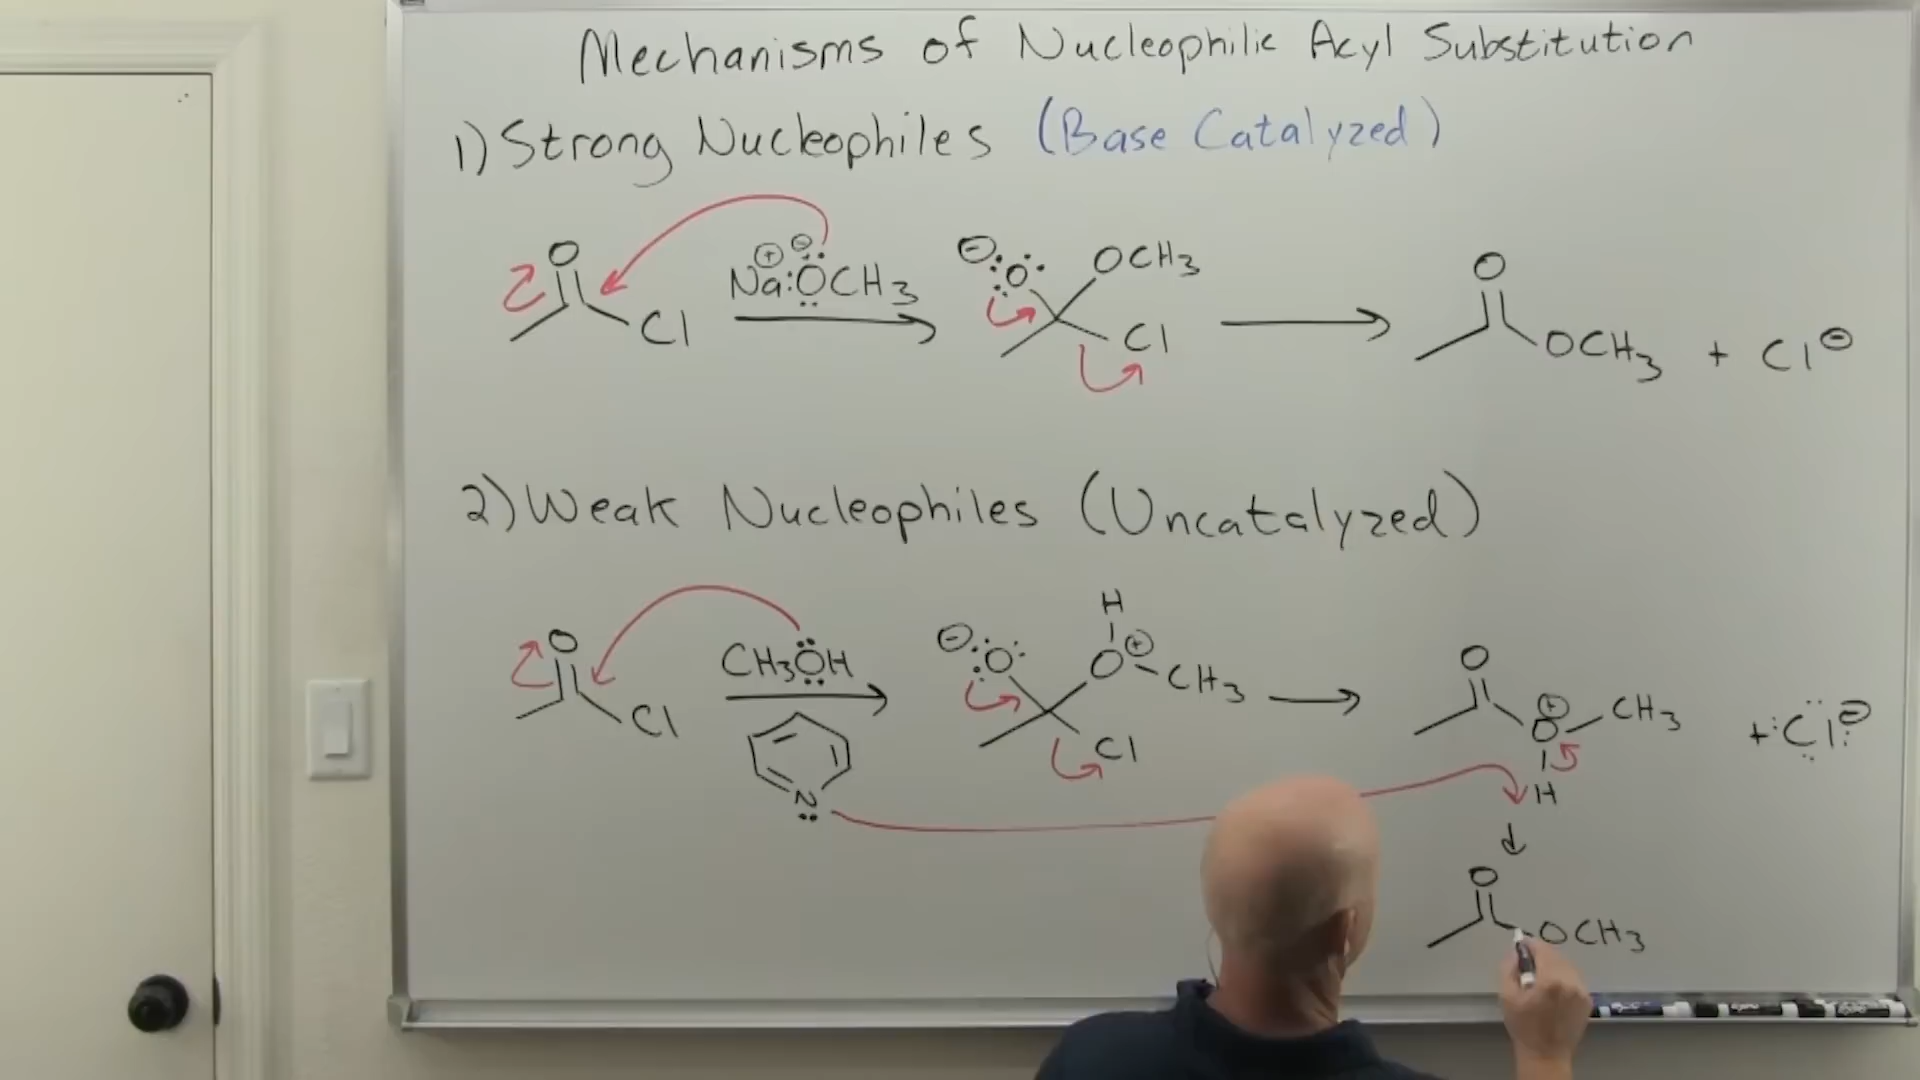 Mechanisms of Nucleophilic Acyl Substitution
1) Strong Nucleophiles (Base Catalyzed)
O
Cl
Na⊕ :OCH3 ⊖
⊖ O
OCH3
Cl
O
OCH3 + Cl⊖
2) Weak Nucleophiles (Uncatalyzed)
O
Cl
CH3OH
N
⊖ O
H
O⊕
CH3
Cl
O
O⊕
CH3
H
+ Cl⊖
O
OCH3